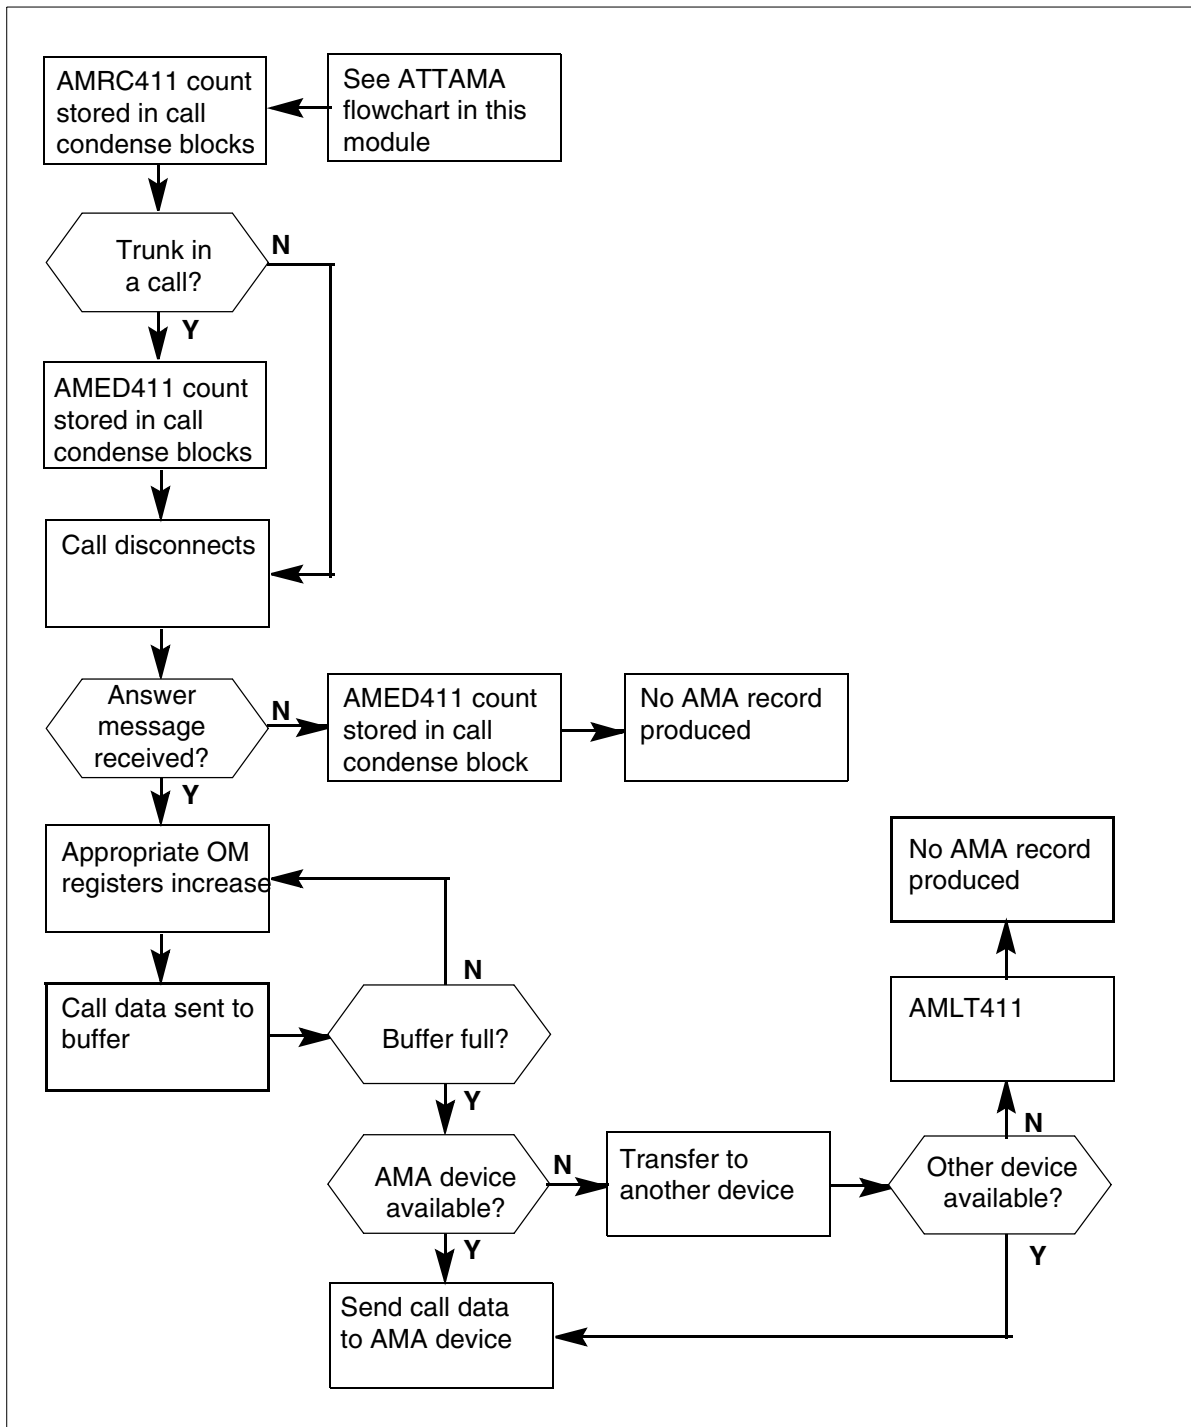 AMRC411 count
stored in call
condense blocks
See ATTAMA
flowchart in this
module
Trunk in
a call?
N
Y
AMED411 count
stored in call
condense blocks
Call disconnects
Answer
message
received?
N
AMED411 count
stored in call
condense block
No AMA record
produced
Y
Appropriate OM
registers increase
No AMA record
produced
Call data sent to
buffer
N
Buffer full?
AMLT411
Y
N
AMA device
available?
N
Transfer to
another device
Other device
available?
Y
Y
Send call data
to AMA device